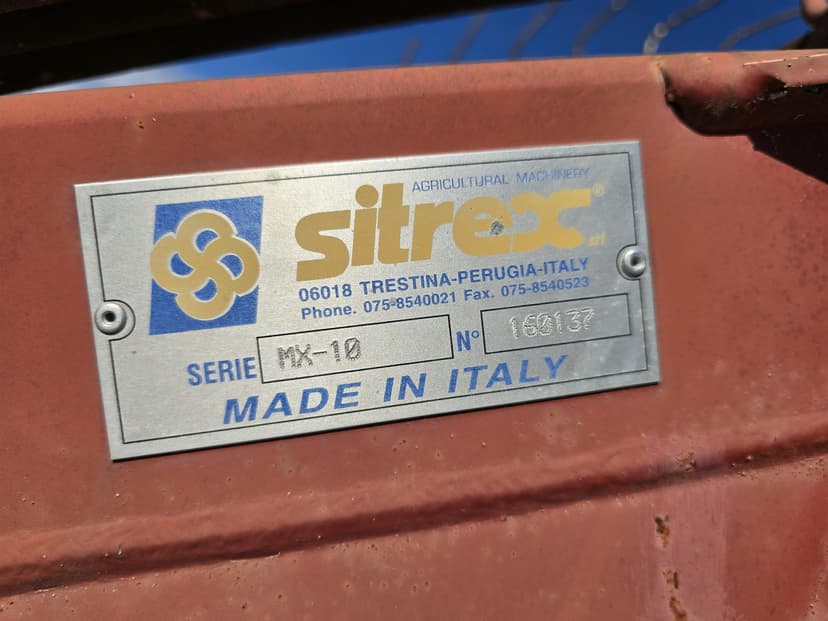 AGRICULTURAL MACHINERY
sitrex® srl
06018 TRESTINA-PERUGIA-ITALY
Phone. 075-8540021 Fax. 075-8540523
SERIE MX-10 N° 160137
MADE IN ITALY